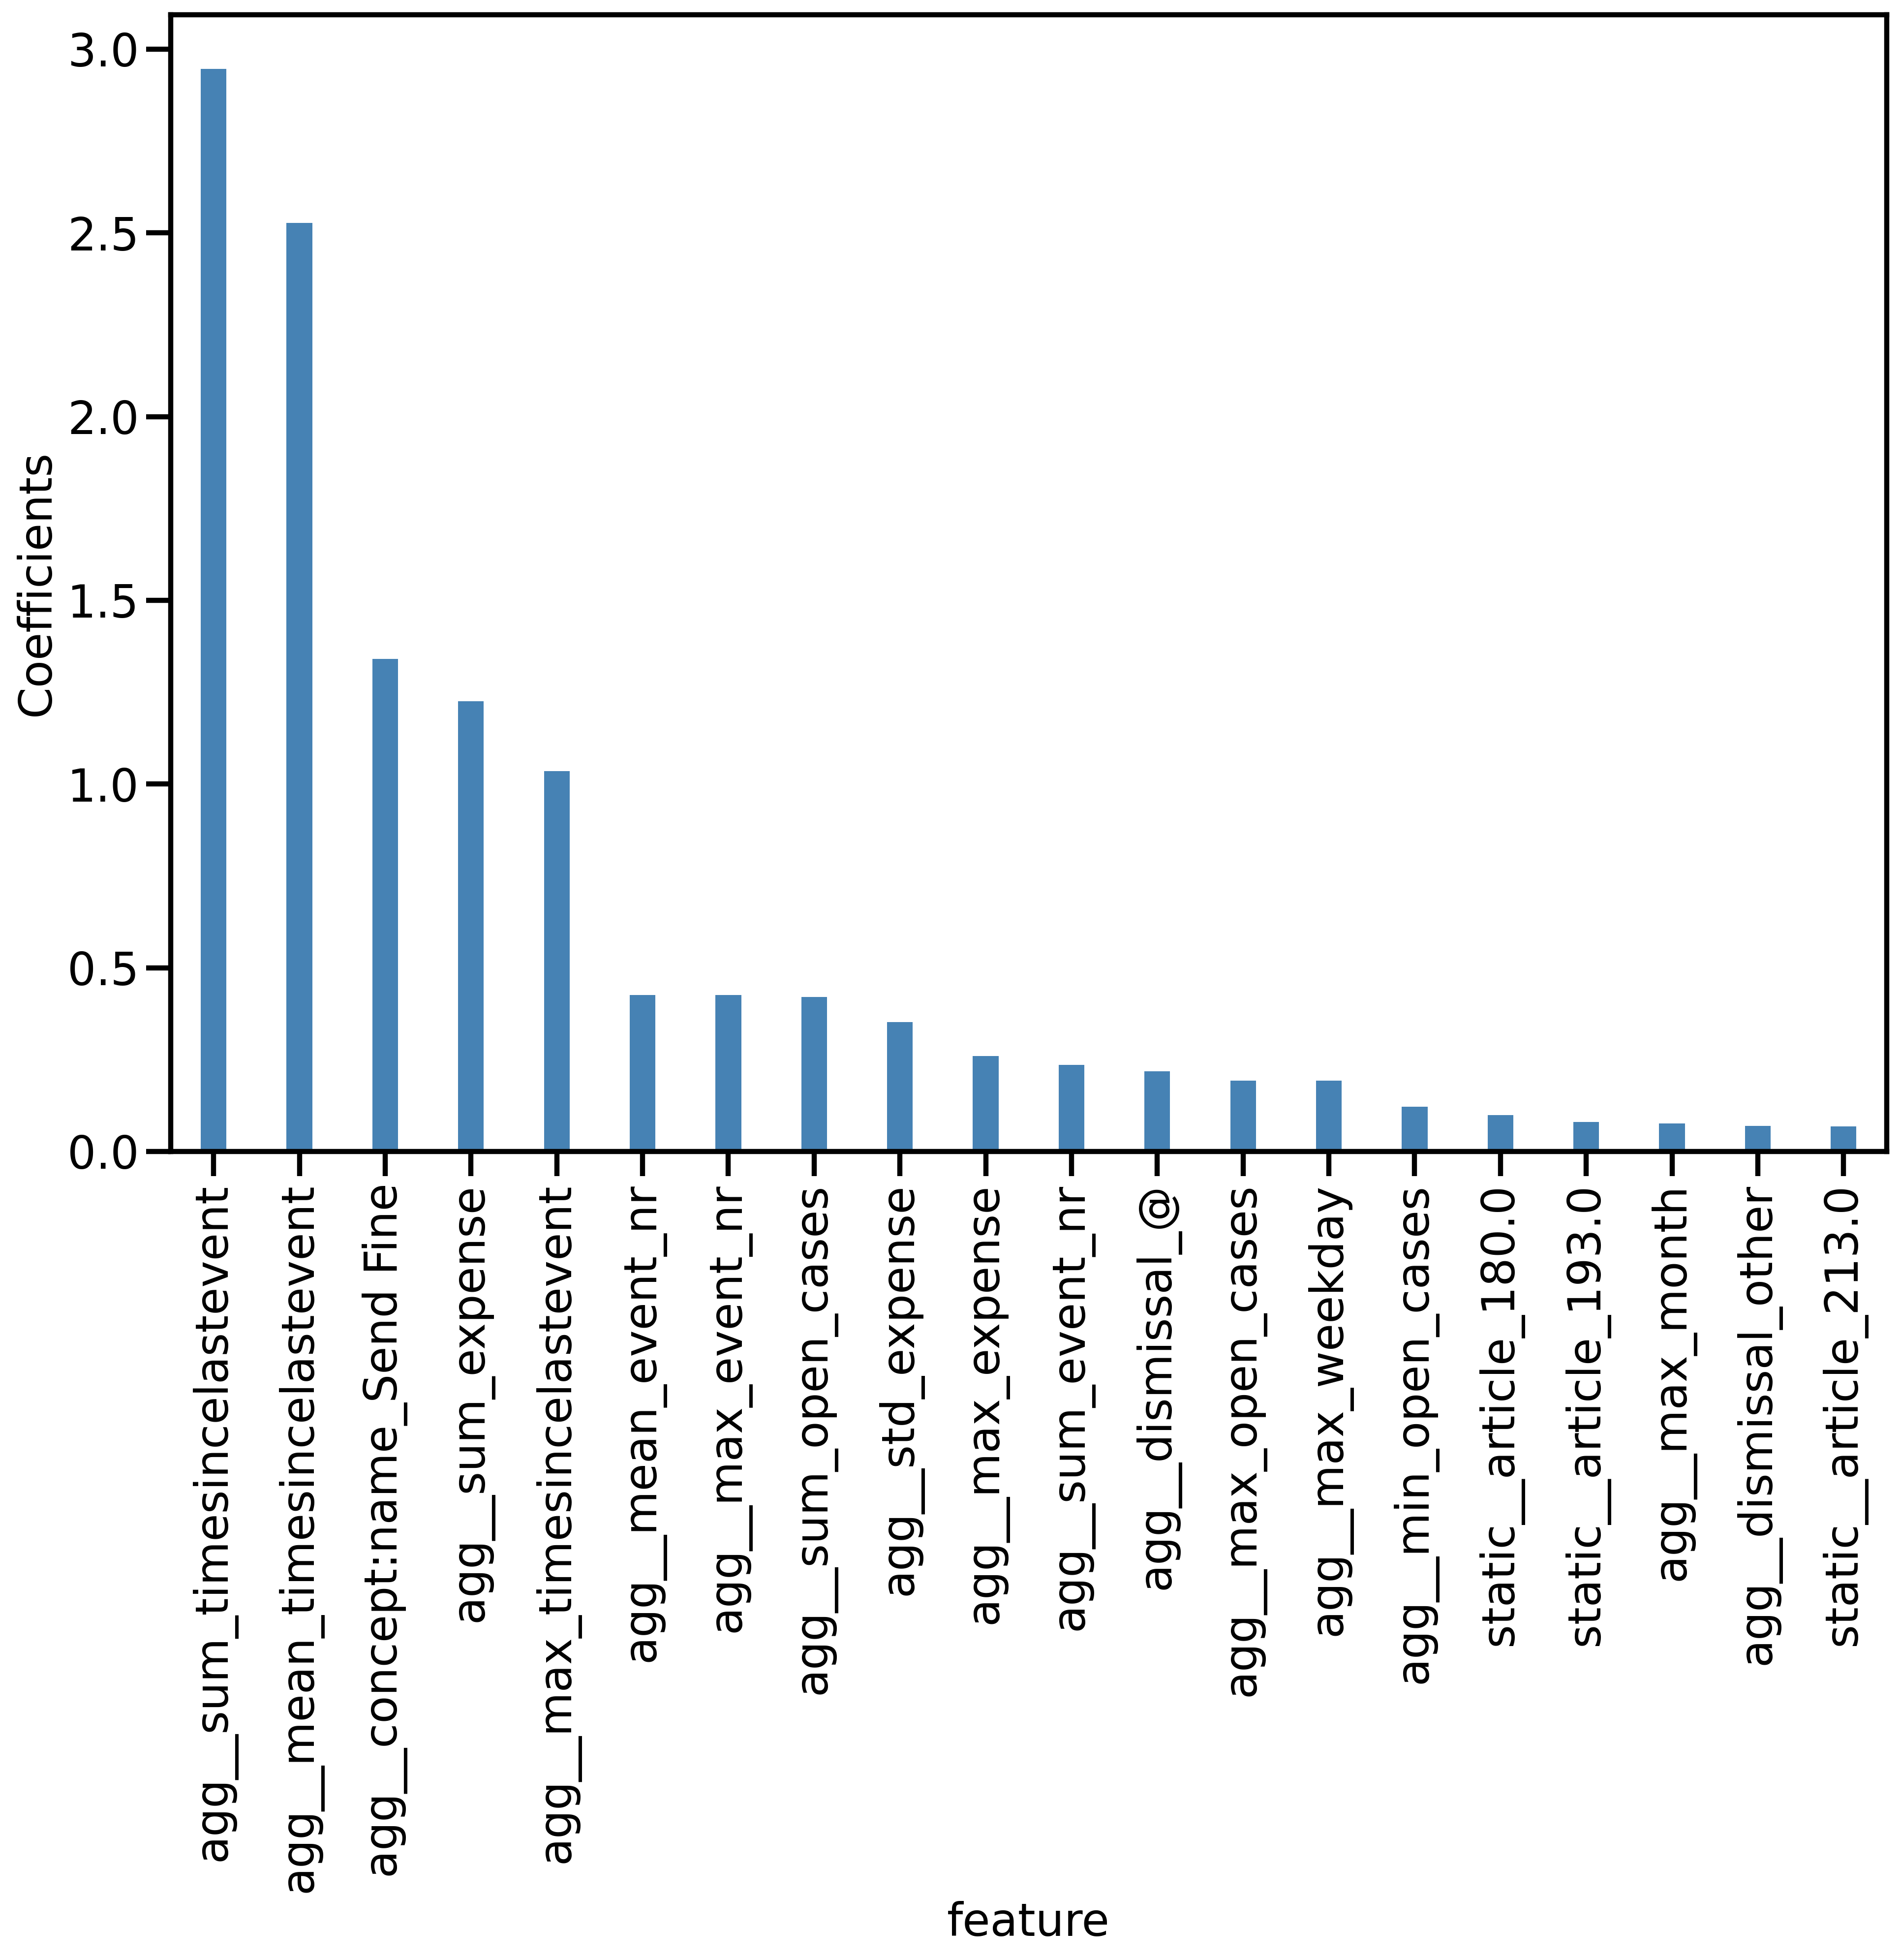 Coefficients
3.0
2.5
2.0
1.5
1.0
0.5
0.0
agg__sum_timesincelastevent
agg__mean_timesincelastevent
agg__concept:name_Send Fine
agg__sum_expense
agg__max_timesincelastevent
agg__mean_event_nr
agg__max_event_nr
agg__sum_open_cases
agg__std_expense
agg__max_expense
agg__sum_event_nr
agg__dismissal_@
agg__max_open_cases
agg__max_weekday
agg__min_open_cases
static__article_180.0
static__article_193.0
agg__max_month
agg__dismissal_other
static__article_213.0
feature